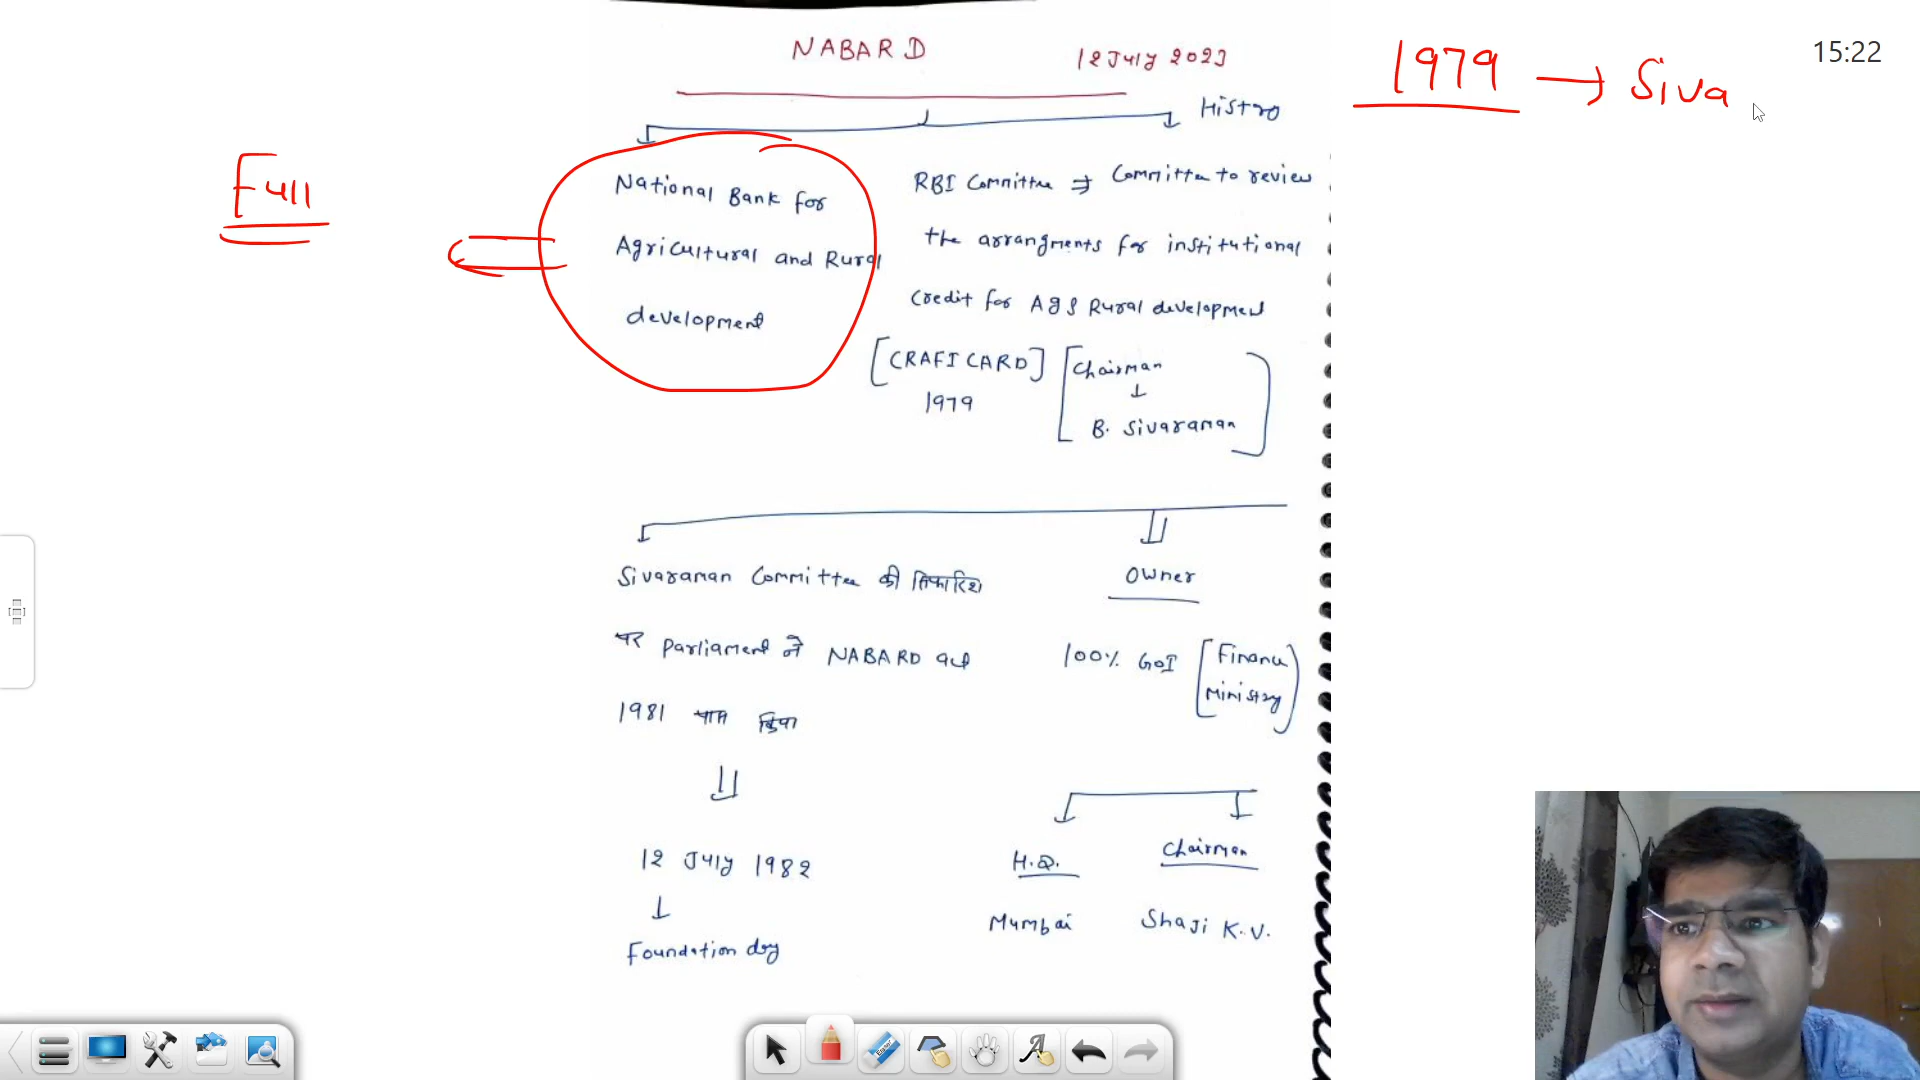 NABARD
12 July 2023
1979 → Siva
15:22
Histro
Full
National Bank for
Agricultural and Rural
development
RBI Committee ⇒ Committee to review
the arrangments for institutional
credit for Ag & Rural development
[CRAFICARD]
1979
[Chairman
↓
B. Sivaraman]
Sivaraman Committee की सिफारिश
पर Parliament ने NABARD act
1981 पास किया
12 July 1982
↓
Foundation day
Owner
100% GOI [Finance
Ministry]
H.Q.
Mumbai
Chairman
Shaji K.V.